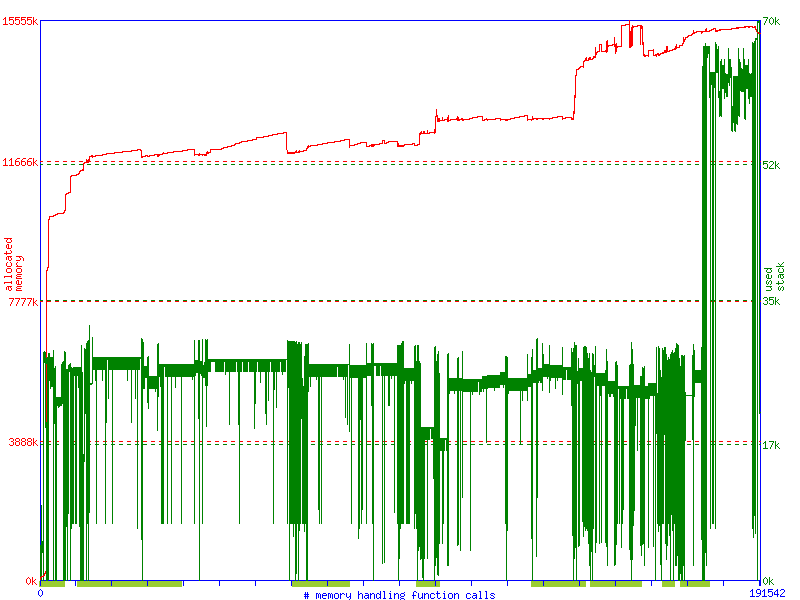 15555k
70k
11666k
52k
allocated
memory
used
stack
7777k
35k
3888k
17k
0k
0k
0
# memory handling function calls
191542